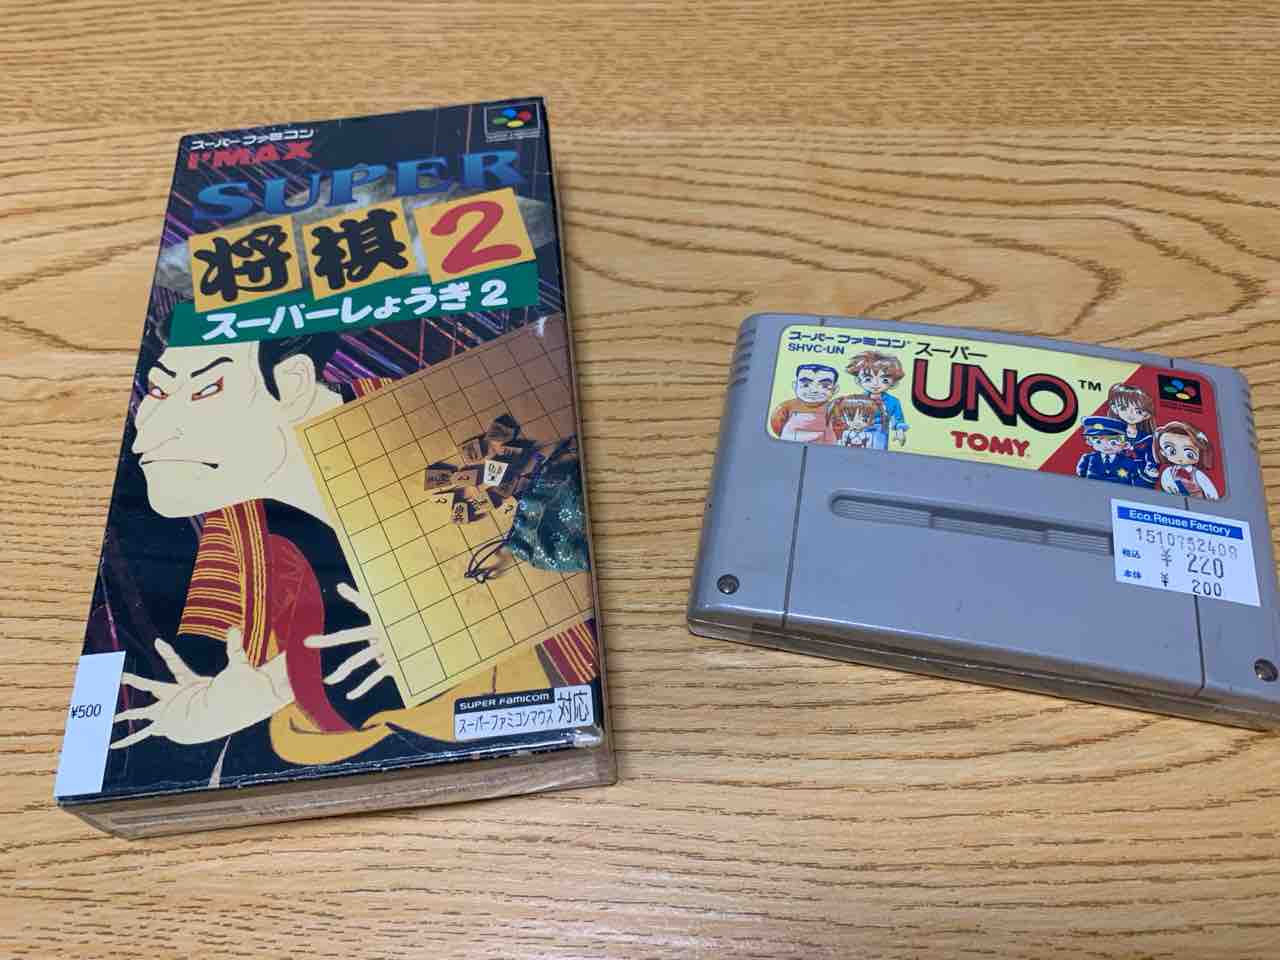 スーパーファミコン
I'MAX
SUPER
将棋2
スーパーしょうぎ2
¥500
SUPER FAMICOM
スーパーファミコンマウス対応
スーパーファミコン
SHVC-UN
スーパー
UNO™
TOMY
Eco.Reuse Factory
1510752409
税込 ¥ 220
本体 ¥ 200